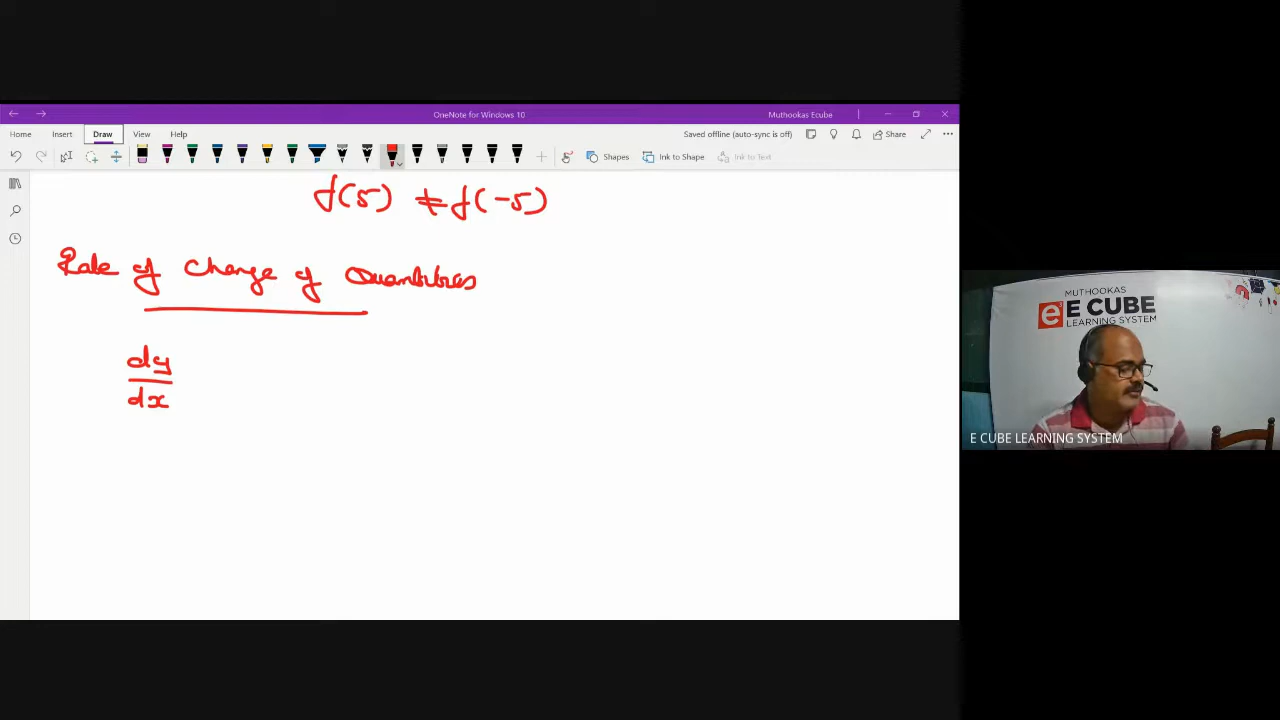 OneNote for Windows 10
Muthookas Ecube
Home Insert Draw View Help
Saved offline (auto-sync is off) Share
Shapes Ink to Shape Ink to Text
f(5) ≠ f(-5)
Rate of Change of Quantities
dy
dx
MUTHOOKAS
e E CUBE
LEARNING SYSTEM
E CUBE LEARNING SYSTEM